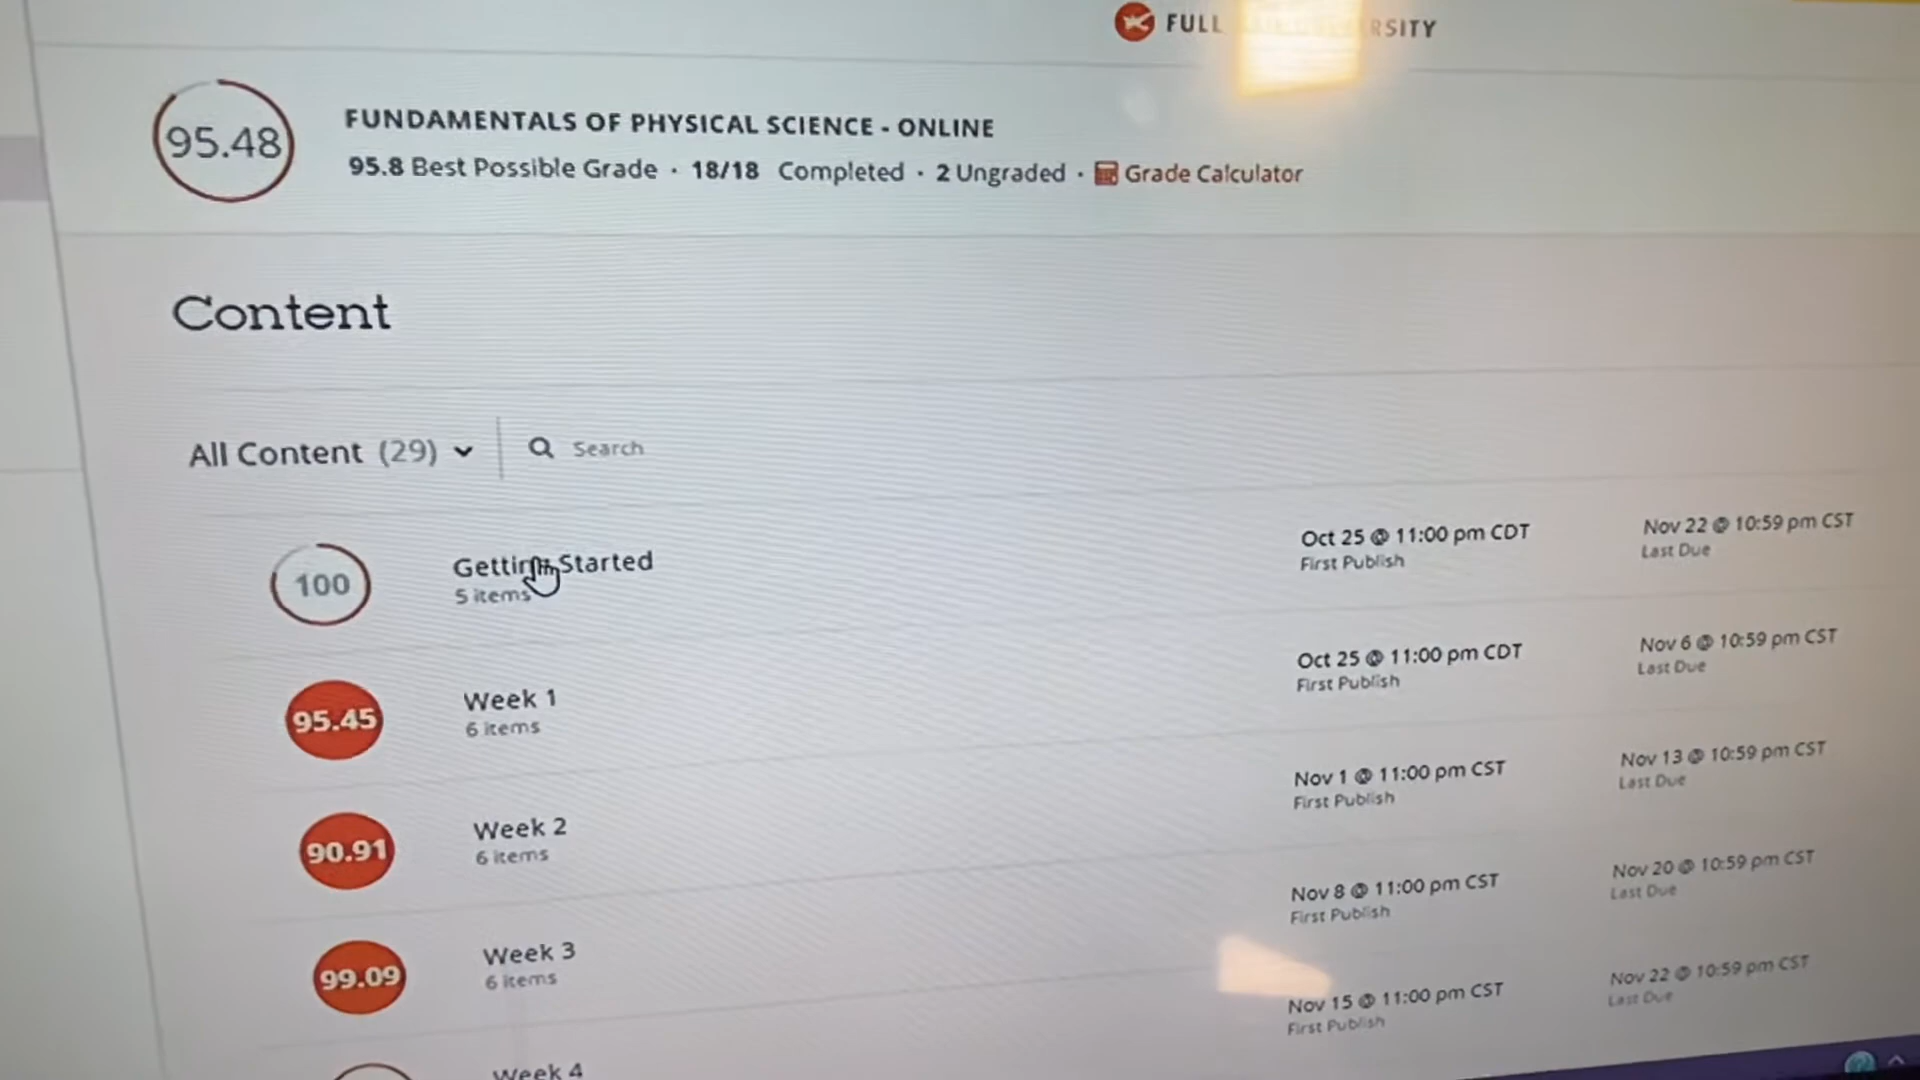 FULL RSITY
95.48
FUNDAMENTALS OF PHYSICAL SCIENCE - ONLINE
95.8 Best Possible Grade · 18/18 Completed · 2 Ungraded · Grade Calculator
Content
All Content (29)
Search
100
Getting Started
5 items
Oct 25 @ 11:00 pm CDT
First Publish
Nov 22 @ 10:59 pm CST
Last Due
95.45
Week 1
6 items
Oct 25 @ 11:00 pm CDT
First Publish
Nov 6 @ 10:59 pm CST
Last Due
90.91
Week 2
6 items
Nov 1 @ 11:00 pm CST
First Publish
Nov 13 @ 10:59 pm CST
Last Due
99.09
Week 3
6 items
Nov 8 @ 11:00 pm CST
First Publish
Nov 20 @ 10:59 pm CST
Last Due
Week 4
Nov 15 @ 11:00 pm CST
First Publish
Nov 22 @ 10:59 pm CST
Last Due